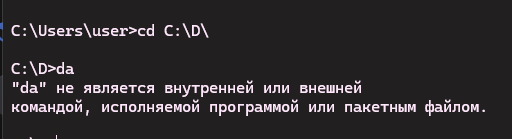 C:\Users\user>cd C:\D\
C:\D>da
"da" не является внутренней или внешней
командой, исполняемой программой или пакетным файлом.